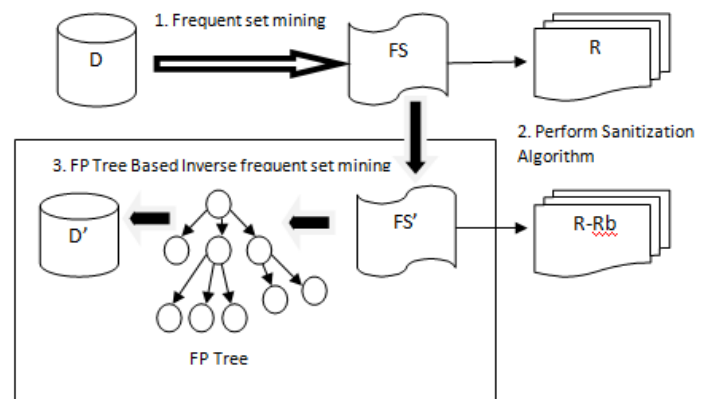 1. Frequent set mining
D
FS
R
2. Perform Sanitization
Algorithm
3. FP Tree Based Inverse frequent set mining
D'
FS'
R-Rb
FP Tree